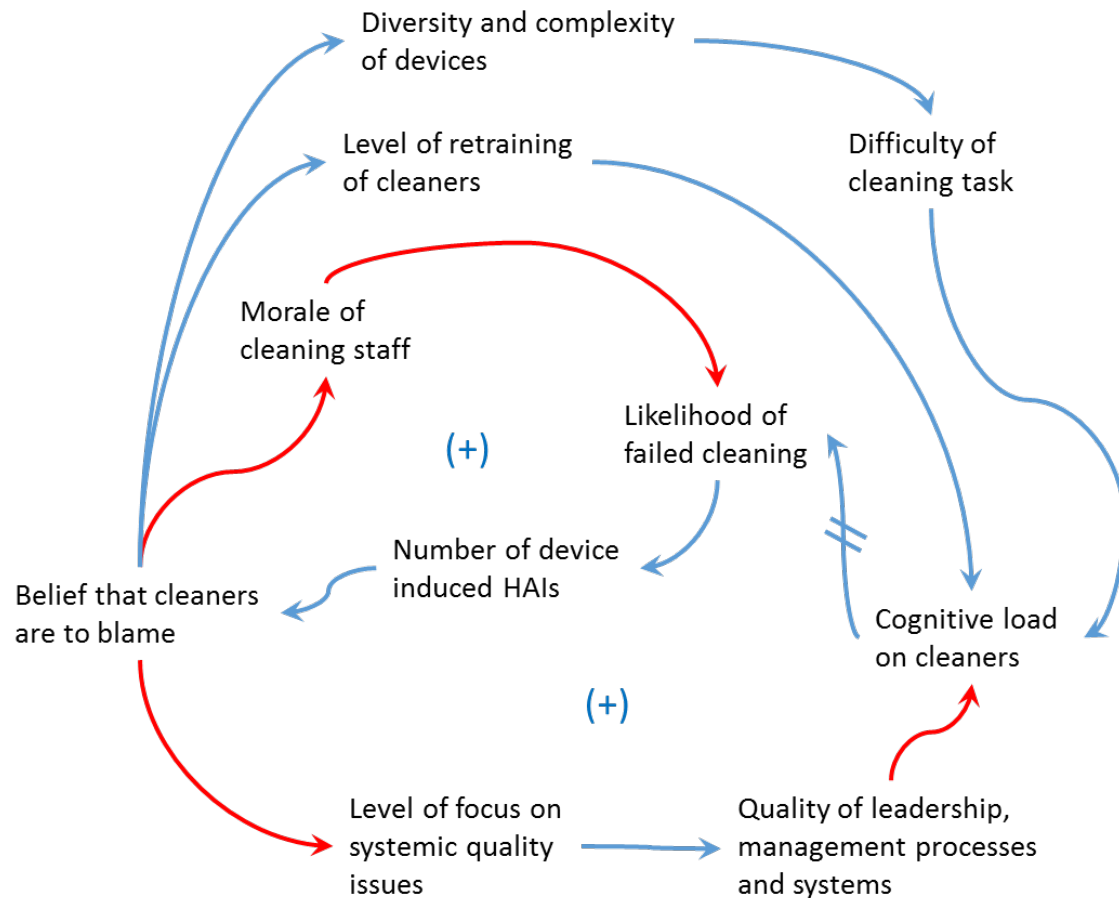 Diversity and complexity
of devices
Level of retraining
of cleaners
Difficulty of
cleaning task
Morale of
cleaning staff
Likelihood of
failed cleaning
(+)
Number of device
induced HAIs
Belief that cleaners
are to blame
Cognitive load
on cleaners
(+)
Level of focus on
systemic quality
issues
Quality of leadership,
management processes
and systems